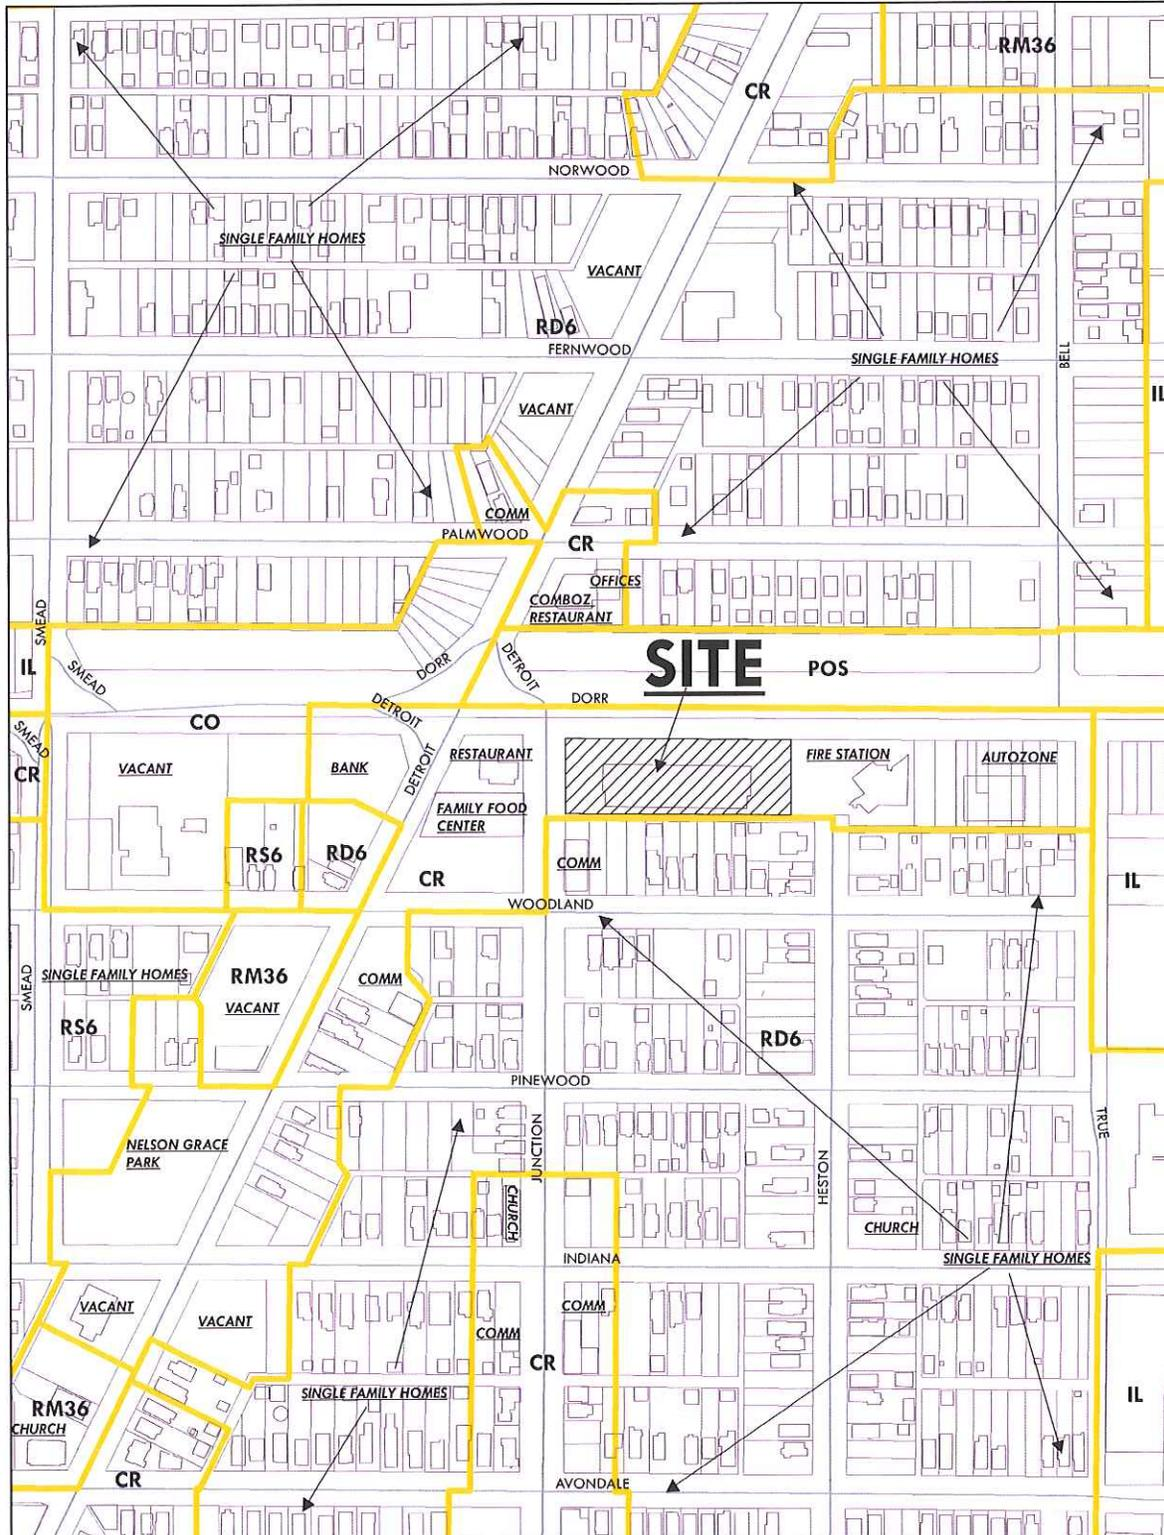 RM36
CR
NORWOOD
SINGLE FAMILY HOMES
VACANT
RD6
FERNWOOD
SINGLE FAMILY HOMES
BELL
IL
VACANT
COMM
PALMWOOD
CR
OFFICES
COMBOZ
RESTAURANT
SMEAD
IL
SMEAD
DORR
DETROIT
SITE
POS
DETROIT
DORR
CO
SMEAD
CR
VACANT
BANK
DETROIT
RESTAURANT
FIRE STATION
AUTOZONE
FAMILY FOOD
CENTER
RS6
RD6
CR
COMM
IL
WOODLAND
SINGLE FAMILY HOMES
SMEAD
RM36
VACANT
COMM
RS6
RD6
PINEWOOD
NELSON GRACE
PARK
JUNCTION
HESTON
TRUE
CHURCH
CHURCH
INDIANA
SINGLE FAMILY HOMES
VACANT
VACANT
COMM
COMM
CR
SINGLE FAMILY HOMES
IL
RM36
CHURCH
CR
AVONDALE